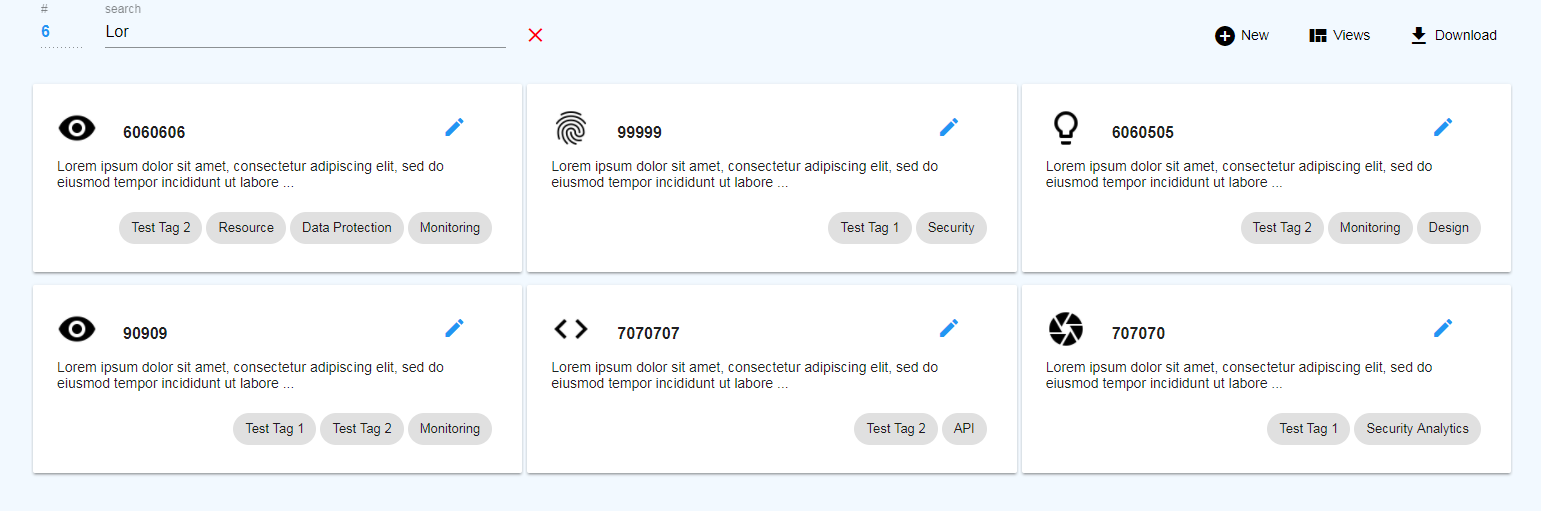 # search
6 Lor New Views Download
6060606
Lorem ipsum dolor sit amet, consectetur adipiscing elit, sed do
eiusmod tempor incididunt ut labore ...
Test Tag 2 Resource Data Protection Monitoring
99999
Lorem ipsum dolor sit amet, consectetur adipiscing elit, sed do
eiusmod tempor incididunt ut labore ...
Test Tag 1 Security
6060505
Lorem ipsum dolor sit amet, consectetur adipiscing elit, sed do
eiusmod tempor incididunt ut labore ...
Test Tag 2 Monitoring Design
90909
Lorem ipsum dolor sit amet, consectetur adipiscing elit, sed do
eiusmod tempor incididunt ut labore ...
Test Tag 1 Test Tag 2 Monitoring
7070707
Lorem ipsum dolor sit amet, consectetur adipiscing elit, sed do
eiusmod tempor incididunt ut labore ...
Test Tag 2 API
707070
Lorem ipsum dolor sit amet, consectetur adipiscing elit, sed do
eiusmod tempor incididunt ut labore ...
Test Tag 1 Security Analytics